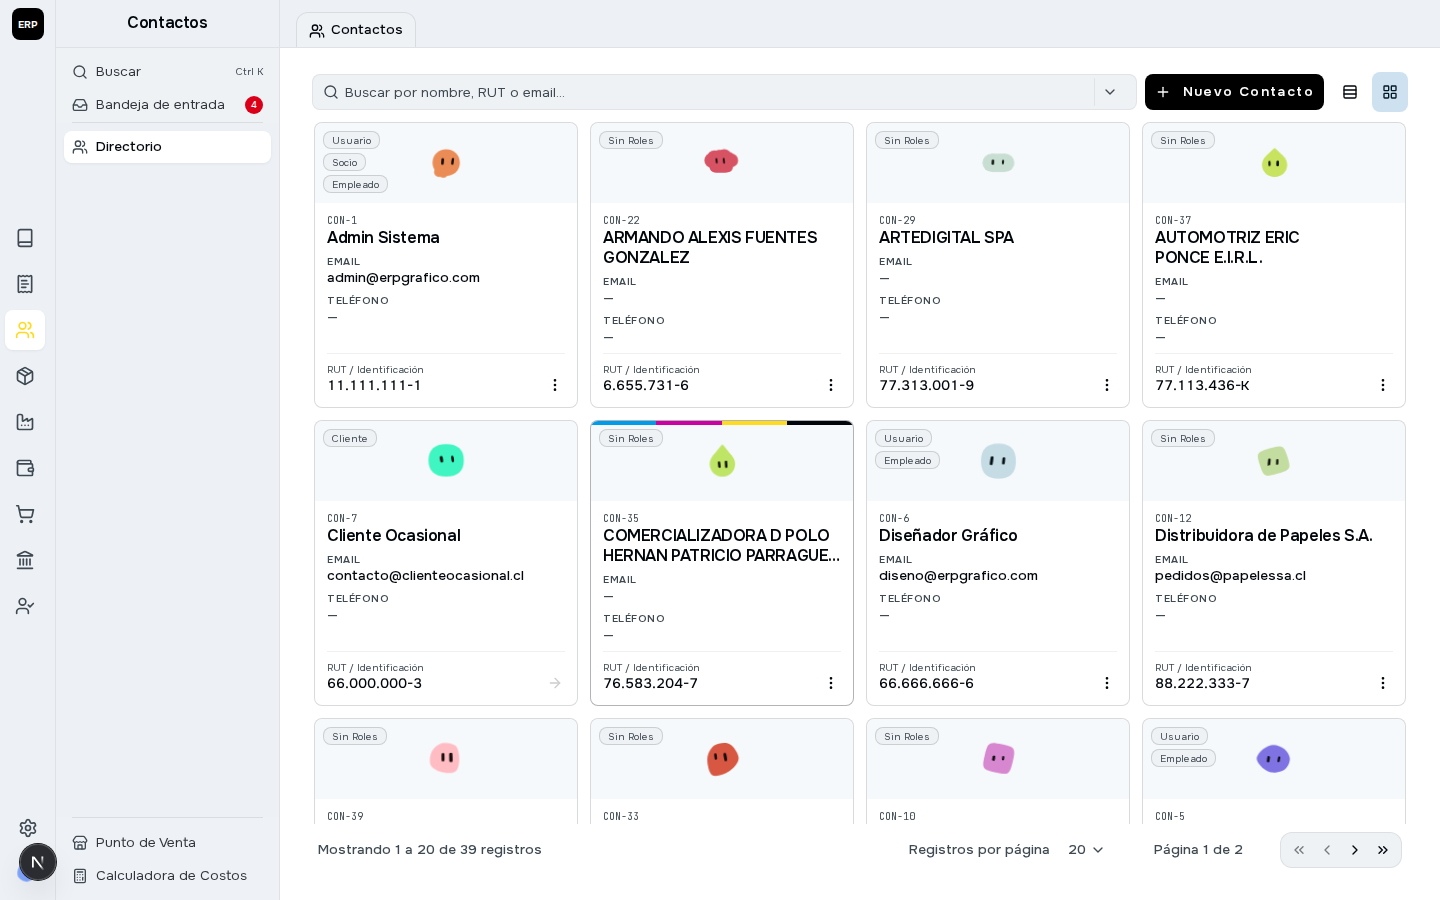 ERP
Contactos
Buscar
Ctrl K
Bandeja de entrada
4
Directorio
Punto de Venta
Calculadora de Costos
N
Contactos
Buscar por nombre, RUT o email...
Nuevo Contacto
Usuario
Socio
Empleado
CON-1
Admin Sistema
EMAIL
admin@erpgrafico.com
TELÉFONO
—
RUT / Identificación
11.111.111-1
Sin Roles
CON-22
ARMANDO ALEXIS FUENTES
GONZALEZ
EMAIL
—
TELÉFONO
—
RUT / Identificación
6.655.731-6
Sin Roles
CON-29
ARTEDIGITAL SPA
EMAIL
—
TELÉFONO
—
RUT / Identificación
77.313.001-9
Sin Roles
CON-37
AUTOMOTRIZ ERIC
PONCE E.I.R.L.
EMAIL
—
TELÉFONO
—
RUT / Identificación
77.113.436-K
Cliente
CON-7
Cliente Ocasional
EMAIL
contacto@clienteocasional.cl
TELÉFONO
—
RUT / Identificación
66.000.000-3
Sin Roles
CON-35
COMERCIALIZADORA D POLO
HERNAN PATRICIO PARRAGUE...
EMAIL
—
TELÉFONO
—
RUT / Identificación
76.583.204-7
Usuario
Empleado
CON-6
Diseñador Gráfico
EMAIL
diseno@erpgrafico.com
TELÉFONO
—
RUT / Identificación
66.666.666-6
Sin Roles
CON-12
Distribuidora de Papeles S.A.
EMAIL
pedidos@papelessa.cl
TELÉFONO
—
RUT / Identificación
88.222.333-7
Sin Roles
CON-39
Sin Roles
CON-33
Sin Roles
CON-10
Usuario
Empleado
CON-5
Mostrando 1 a 20 de 39 registros
Registros por página
20
Página 1 de 2